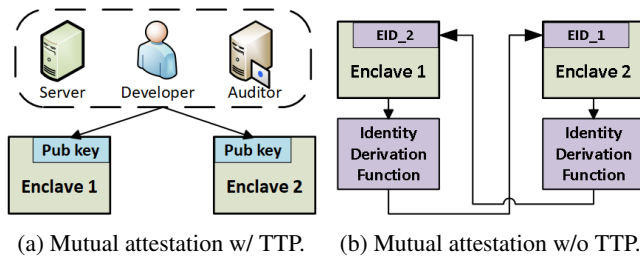 Server Developer Auditor
Pub key Pub key
Enclave 1 Enclave 2
(a) Mutual attestation w/ TTP.
EID_2 EID_1
Enclave 1 Enclave 2
Identity Identity
Derivation Derivation
Function Function
(b) Mutual attestation w/o TTP.